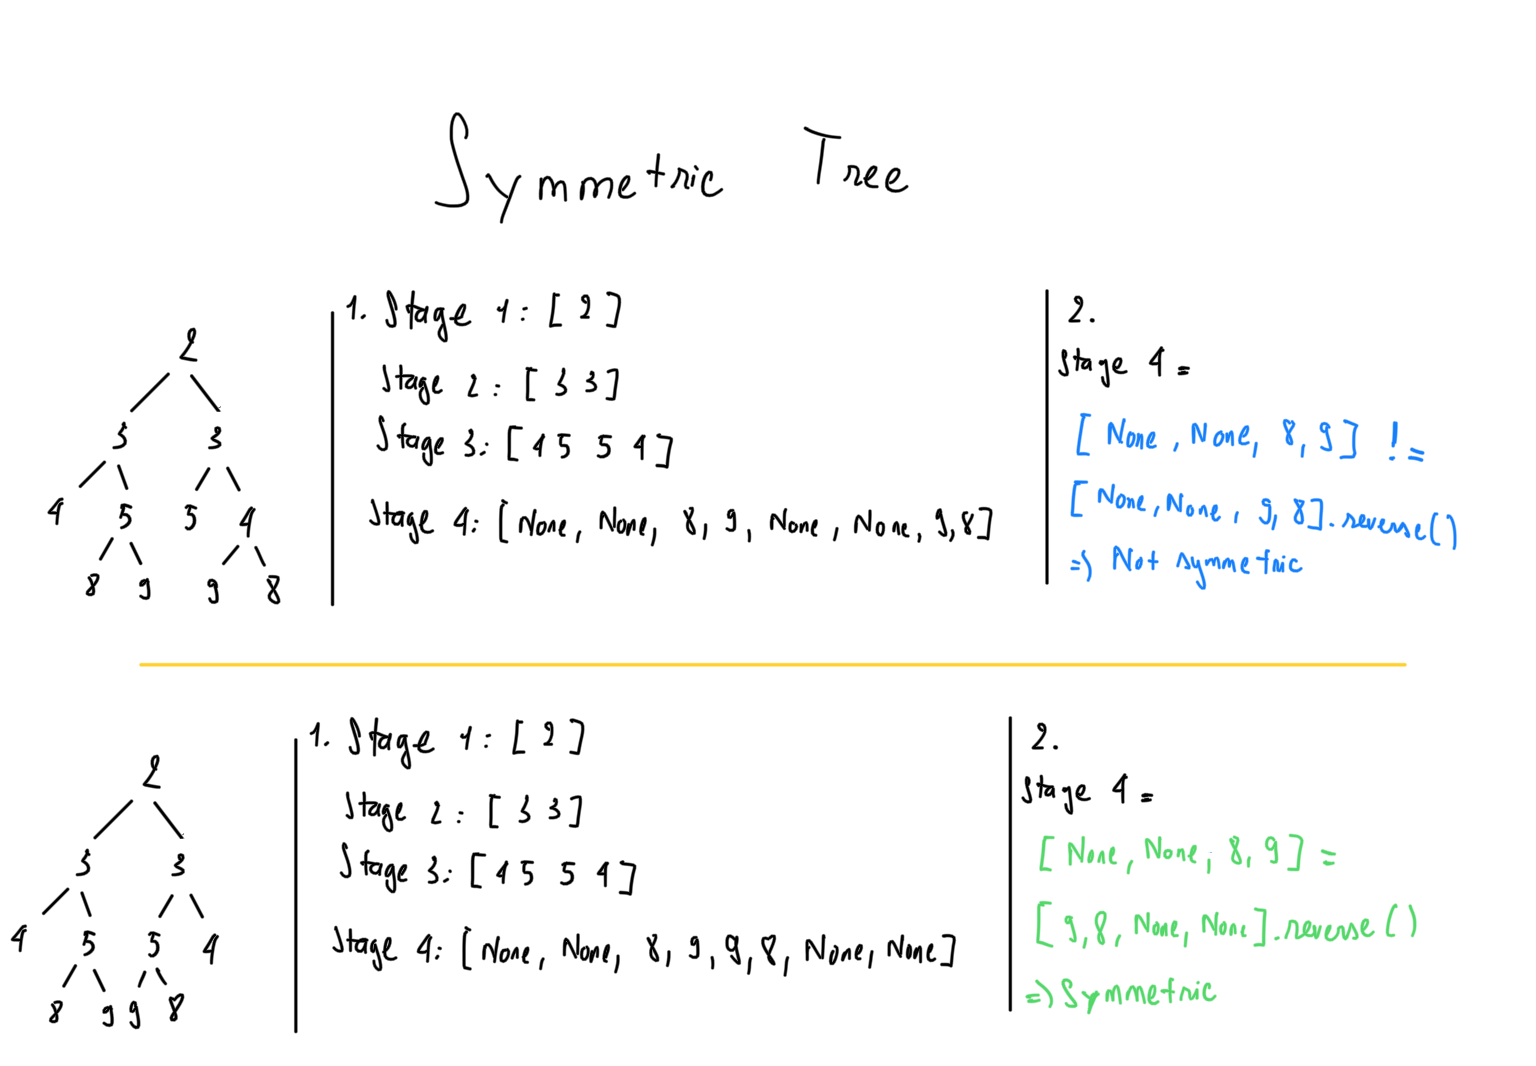 Symmetric Tree
2
3 3
4 5 5 4
8 9 9 8
1. Stage 1: [ 2 ]
Stage 2: [ 3 3 ]
Stage 3: [ 4 5 5 4 ]
Stage 4: [ None, None, 8, 9, None, None, 9, 8 ]
2.
Stage 4 =
[ None, None, 8, 9 ] !=
[ None, None, 9, 8 ].reverse()
=> Not symmetric
2
3 3
4 5 5 4
8 9 9 8
1. Stage 1: [ 2 ]
Stage 2: [ 3 3 ]
Stage 3: [ 4 5 5 4 ]
Stage 4: [ None, None, 8, 9, 9, 8, None, None ]
2.
Stage 4 =
[ None, None, 8, 9 ] =
[ 9, 8, None, None ].reverse()
=> Symmetric